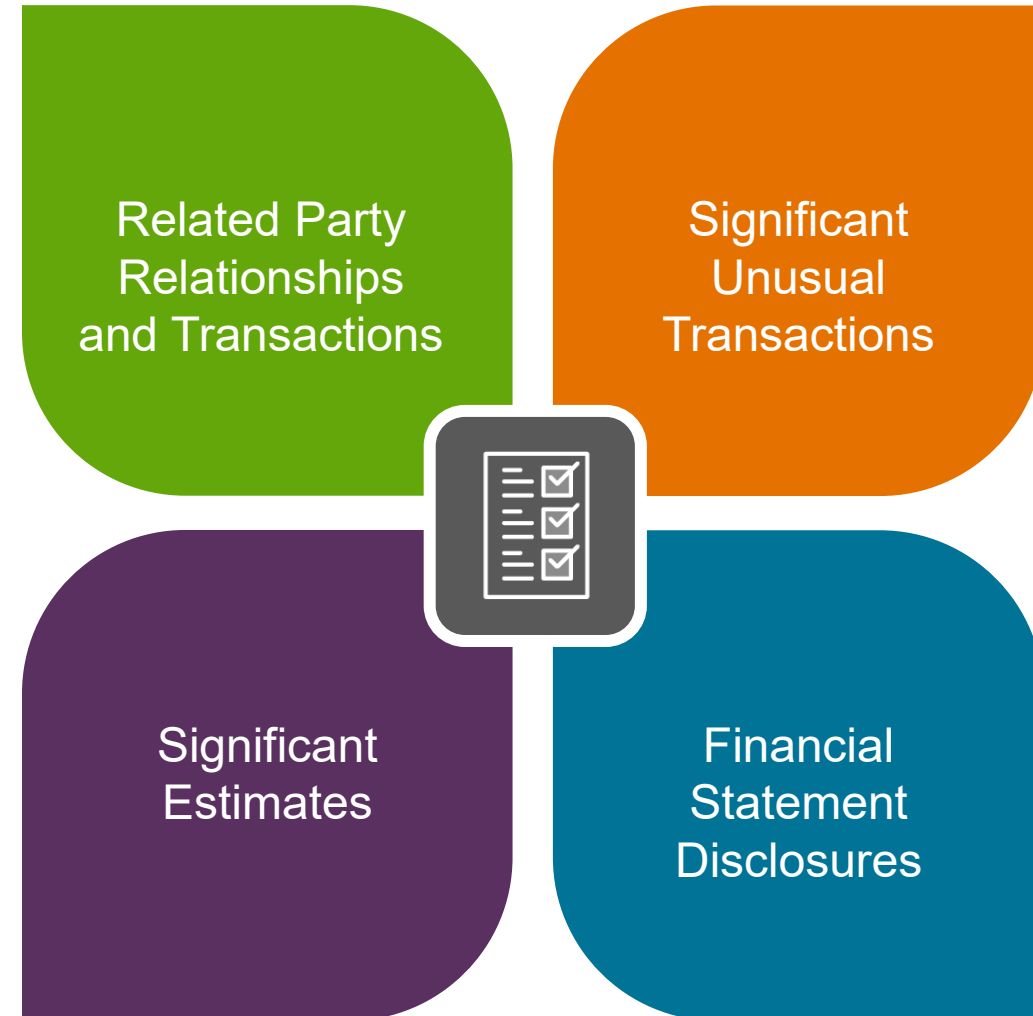 Related Party
Relationships
and Transactions
Significant
Unusual
Transactions
Significant
Estimates
Financial
Statement
Disclosures